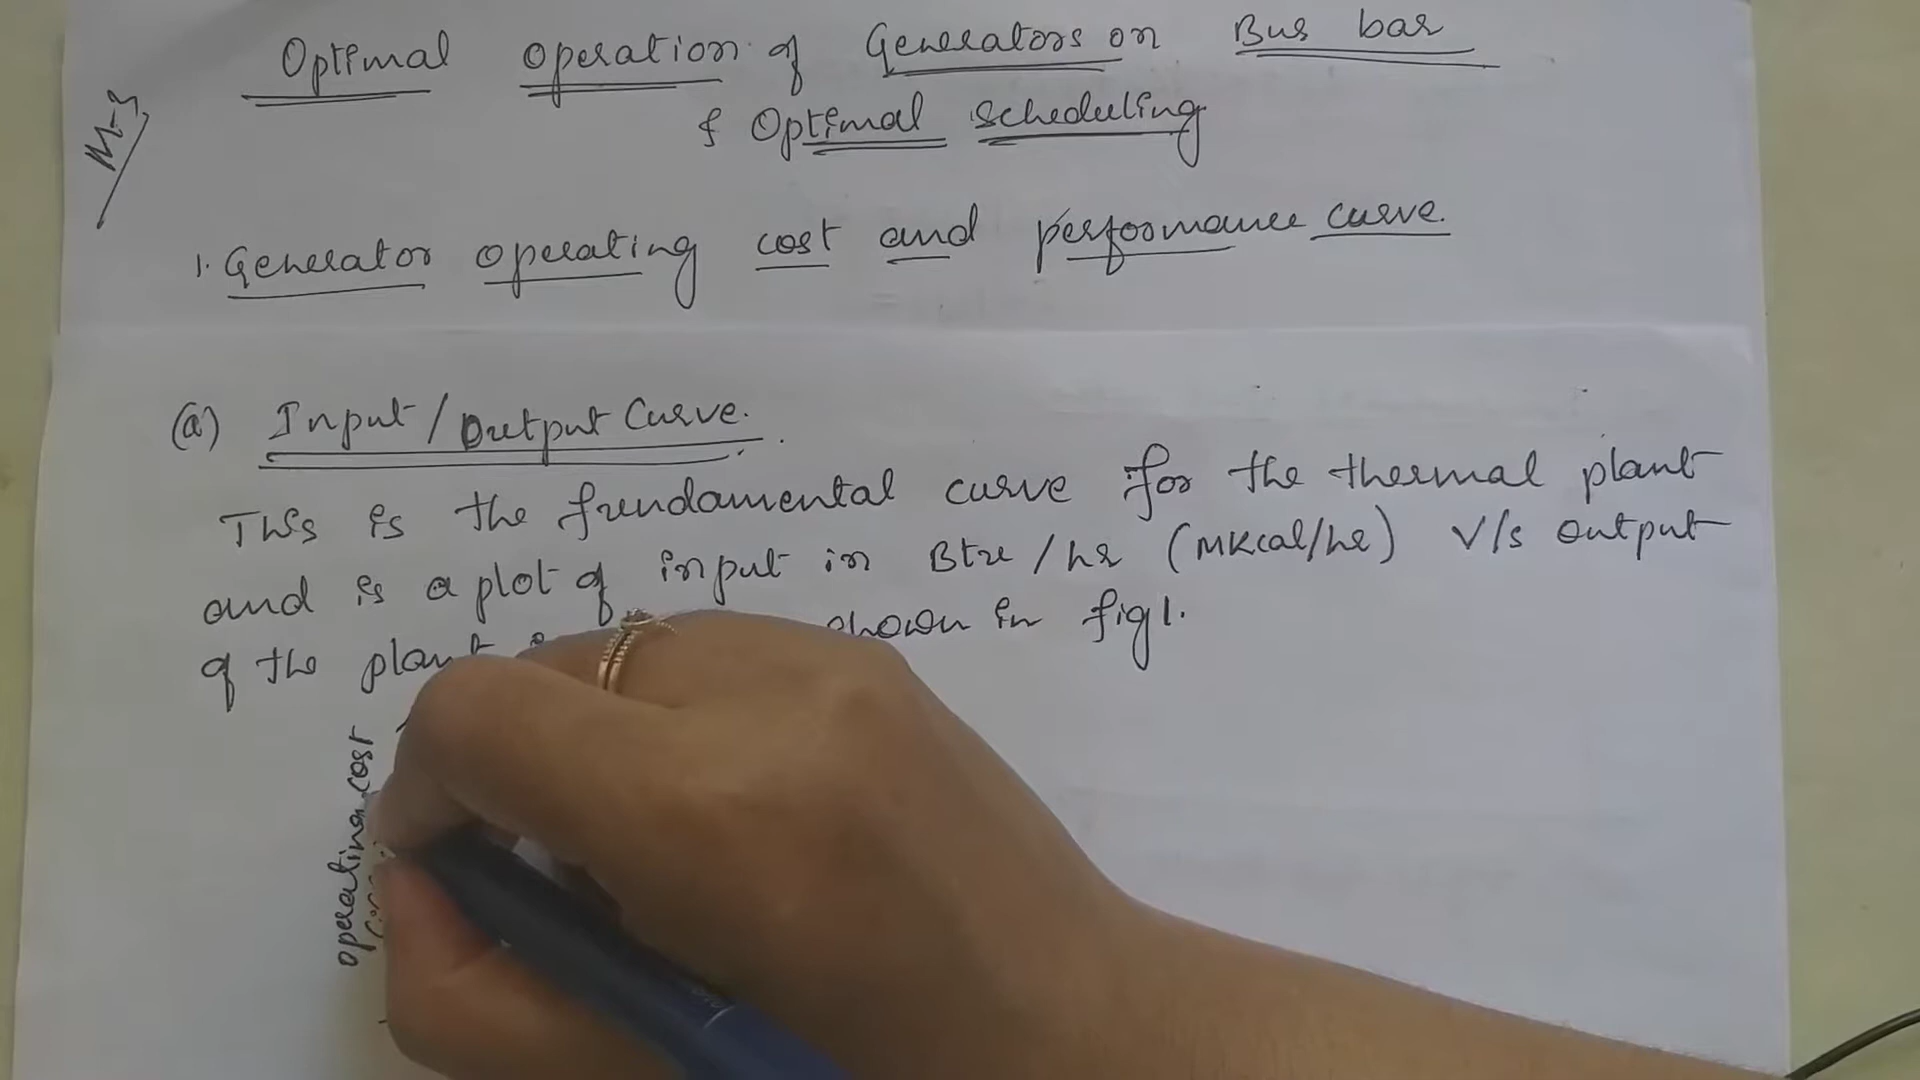 Optimal operation of Generators on Bus bar
& Optimal scheduling
M-3
1. Generator operating cost and performance curve.
(a) Input/Output Curve.
This is the fundamental curve for the thermal plant
and is a plot of input in Btu/hr (MKcal/hr) V/s output
of the plant shown in fig 1.
operating cost